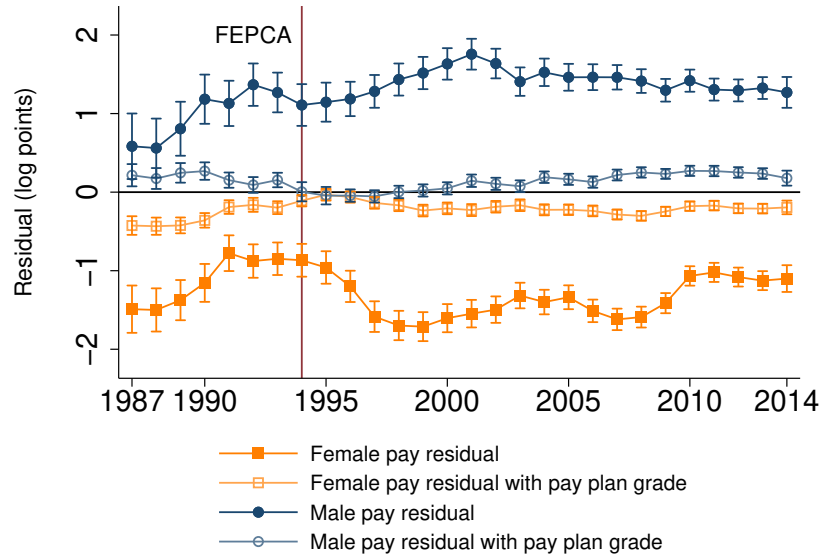 FEPCA
Residual (log points)
2
1
0
−1
−2
1987 1990 1995 2000 2005 2010 2014
Female pay residual
Female pay residual with pay plan grade
Male pay residual
Male pay residual with pay plan grade